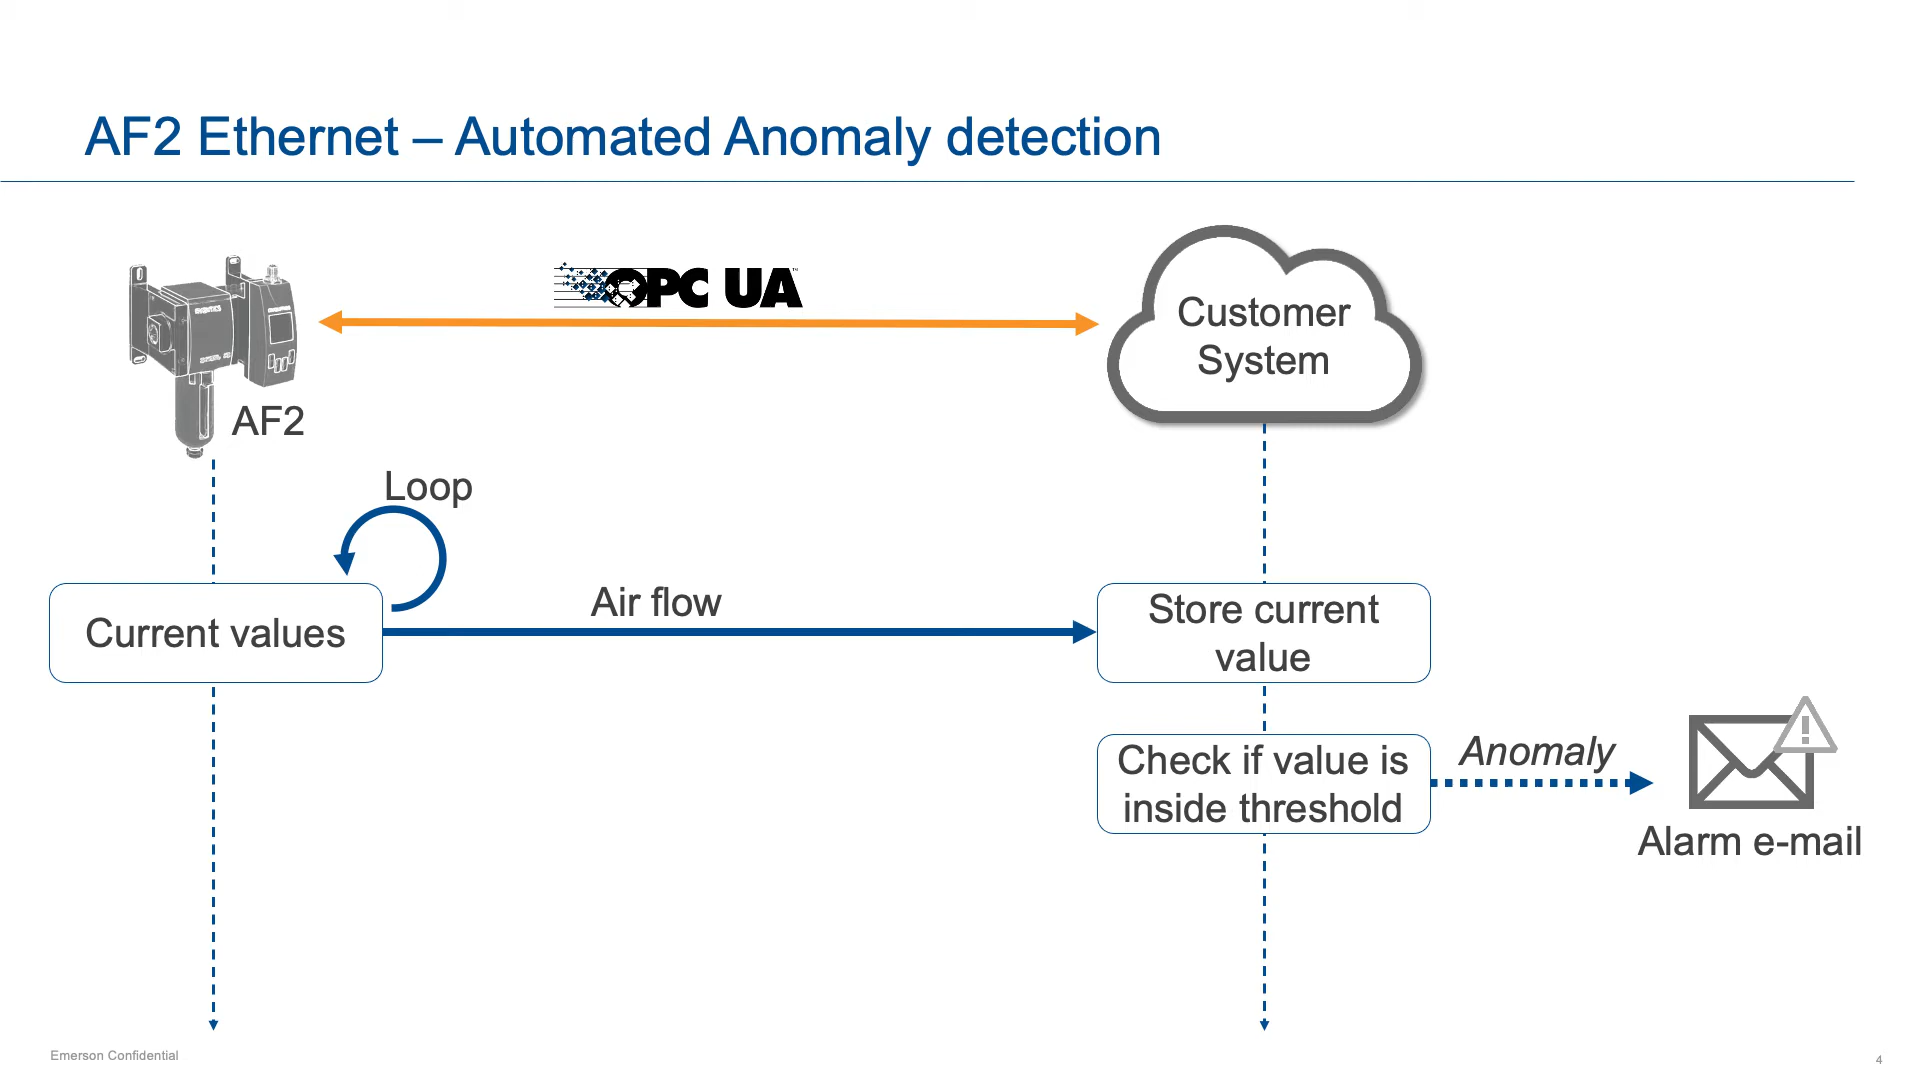 AF2 Ethernet – Automated Anomaly detection
OPC UA
Customer
System
AF2
Loop
Current values
Air flow
Store current
value
Check if value is
inside threshold
Anomaly
Alarm e-mail
Emerson Confidential
4